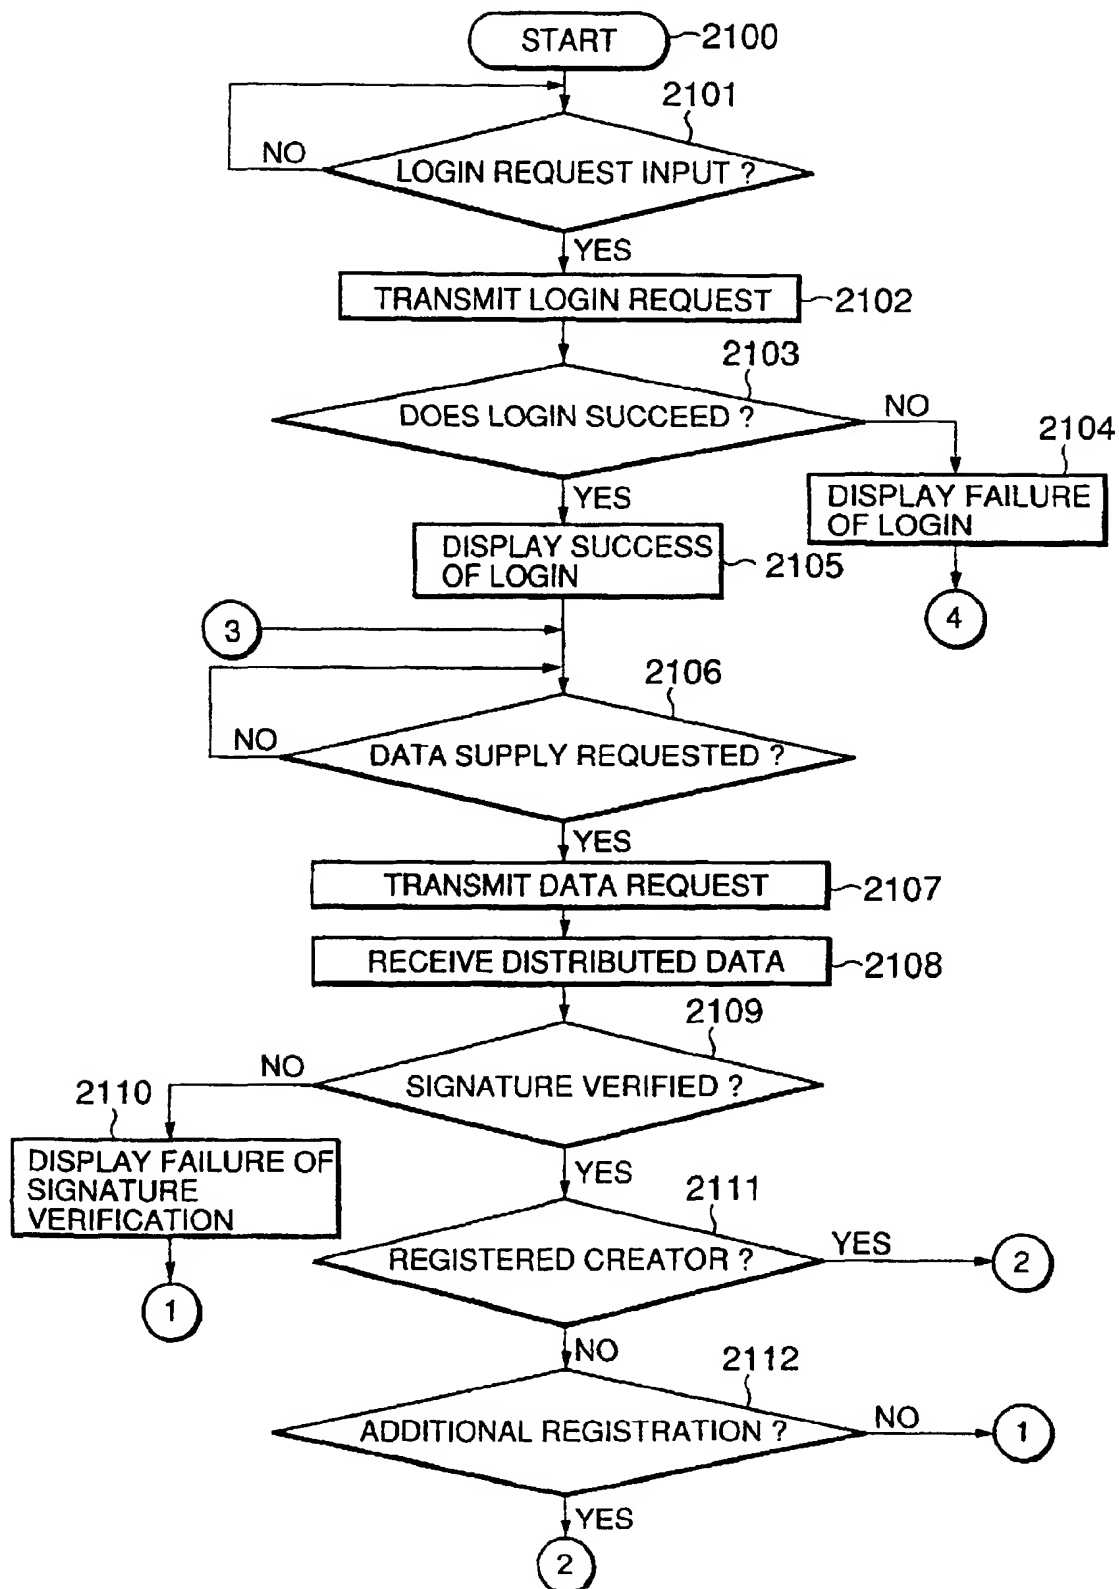 START
2100
2101
NO
LOGIN REQUEST INPUT ?
YES
TRANSMIT LOGIN REQUEST
2102
2103
DOES LOGIN SUCCEED ?
NO
2104
YES
DISPLAY FAILURE
OF LOGIN
DISPLAY SUCCESS
OF LOGIN
2105
4
3
2106
NO
DATA SUPPLY REQUESTED ?
YES
TRANSMIT DATA REQUEST
2107
RECEIVE DISTRIBUTED DATA
2108
2109
NO
SIGNATURE VERIFIED ?
2110
DISPLAY FAILURE OF
SIGNATURE
VERIFICATION
YES
2111
REGISTERED CREATOR ?
YES
2
1
NO
2112
ADDITIONAL REGISTRATION ?
NO
1
YES
2